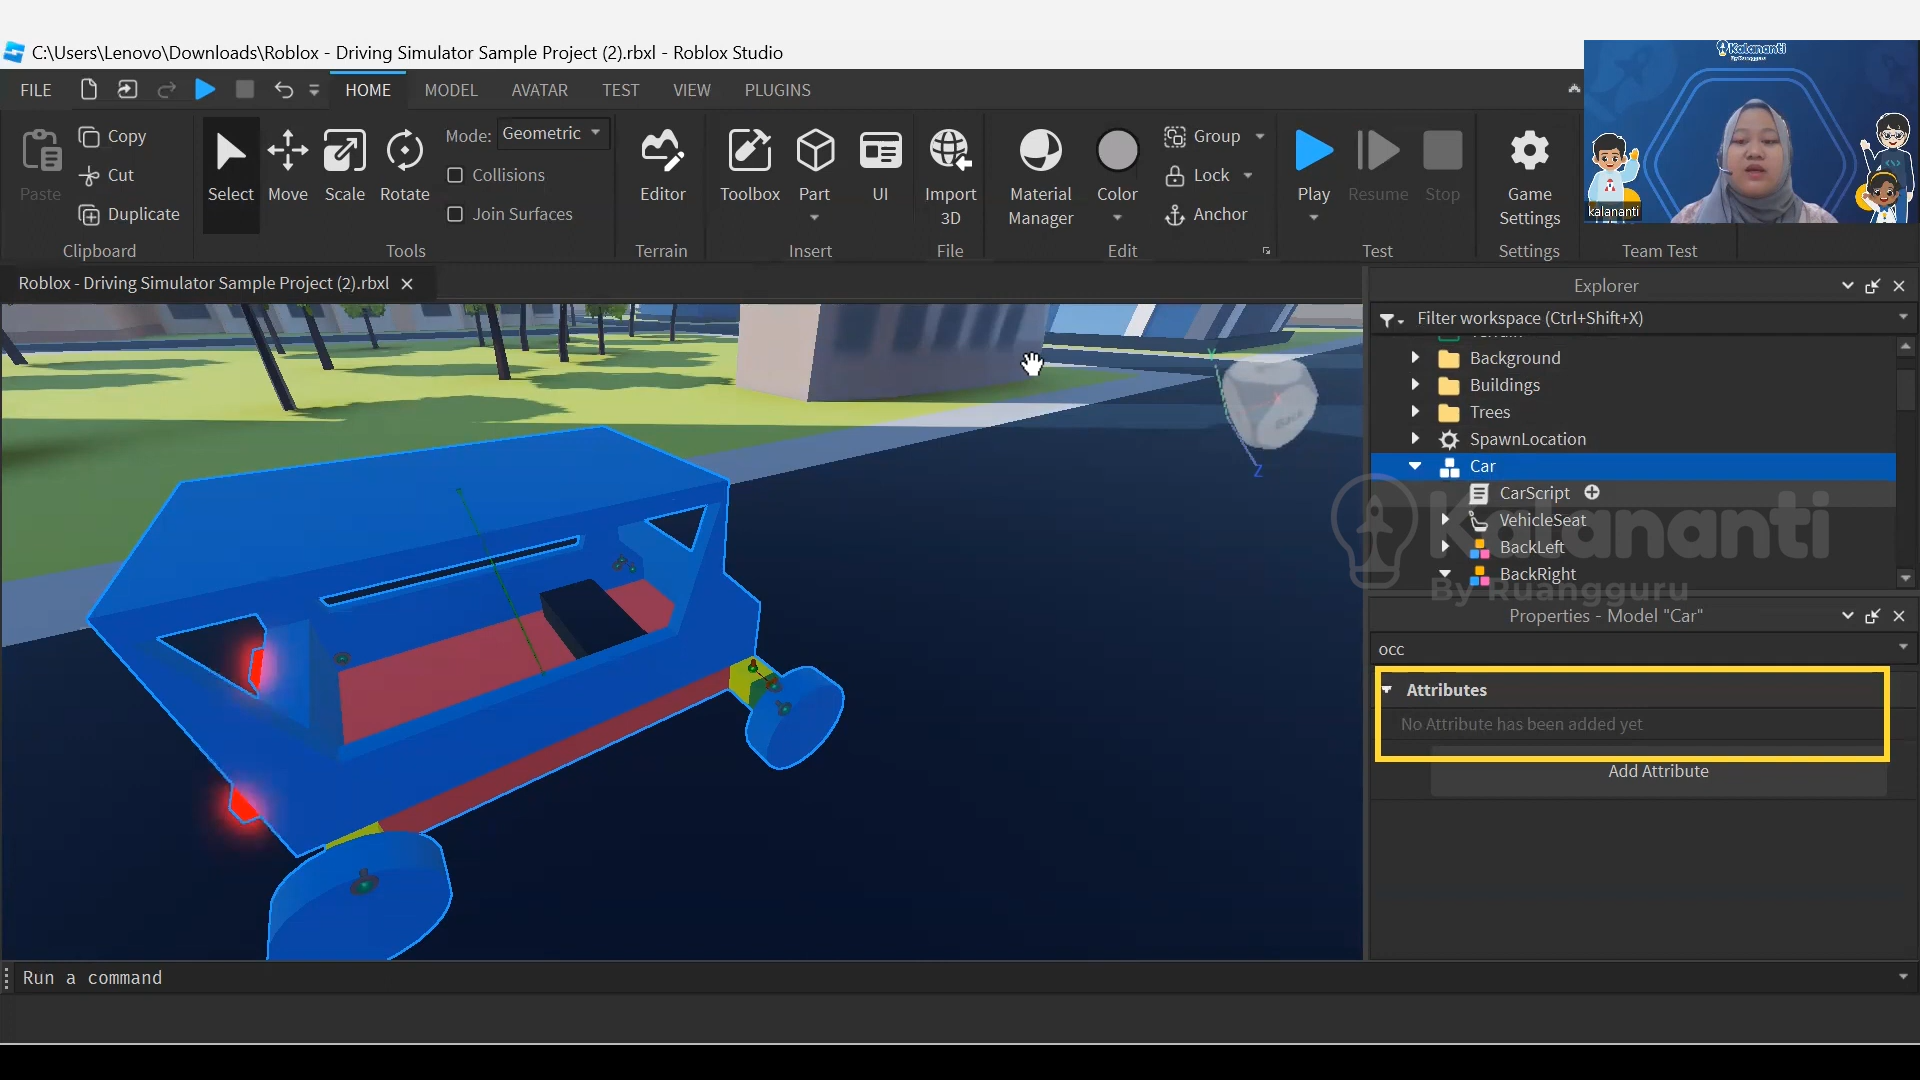 C:\Users\Lenovo\Downloads\Roblox - Driving Simulator Sample Project (2).rbxl - Roblox Studio
Kalananti
FILE
HOME
MODEL
AVATAR
TEST
VIEW
PLUGINS
Paste
Copy
Cut
Duplicate
Clipboard
Select
Move
Scale
Rotate
Mode:
Geometric
Collisions
Join Surfaces
Tools
Editor
Terrain
Toolbox
Part
UI
Insert
Import
3D
File
Material
Manager
Color
Group
Lock
Anchor
Edit
Play
Resume
Stop
Test
Game
Settings
Settings
Team Test
kalananti
Roblox - Driving Simulator Sample Project (2).rbxl
Explorer
Filter workspace (Ctrl+Shift+X)
Background
Buildings
Trees
SpawnLocation
Car
CarScript
VehicleSeat
BackLeft
BackRight
Kalananti
By Ruangguru
Y
Z
Properties - Model "Car"
occ
Attributes
No Attribute has been added yet
Add Attribute
Run a command